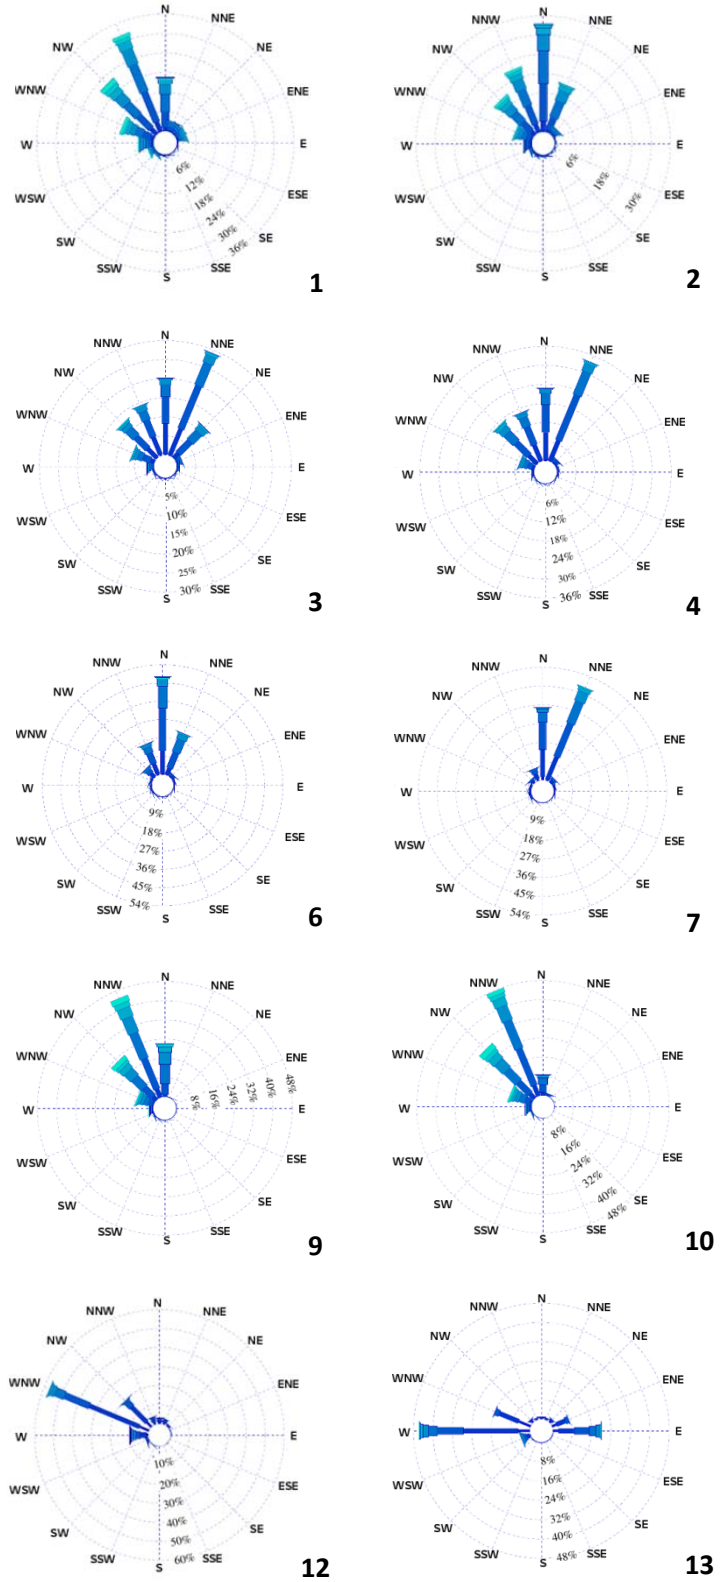 N
NNE
NW
NE
WNW
ENE
W
E
6%
12%
18%
24%
30%
36%
WSW
ESE
SW
SE
SSW
SSE
S
1
N
NNW
NNE
NW
NE
WNW
ENE
W
E
6%
18%
30%
WSW
ESE
SW
SE
SSW
SSE
S
2
N
NNW
NNE
NW
NE
WNW
ENE
W
E
5%
10%
15%
20%
25%
30%
WSW
ESE
SW
SE
SSW
SSE
S
3
N
NNW
NNE
NW
NE
WNW
ENE
W
E
6%
12%
18%
24%
30%
36%
WSW
ESE
SW
SE
SSW
SSE
S
4
N
NNW
NNE
NW
NE
WNW
ENE
W
E
9%
18%
27%
36%
45%
54%
WSW
ESE
SW
SE
SSW
SSE
S
6
N
NNW
NNE
NW
NE
WNW
ENE
W
E
9%
18%
27%
36%
45%
54%
WSW
ESE
SW
SE
SSW
SSE
S
7
N
NNW
NNE
NW
NE
WNW
ENE
8%
16%
24%
32%
40%
48%
W
E
WSW
ESE
SW
SE
SSW
SSE
S
9
N
NNW
NNE
NW
NE
WNW
ENE
W
E
8%
16%
24%
32%
40%
48%
WSW
ESE
SW
SE
SSW
SSE
S
10
N
NNW
NNE
NW
NE
WNW
ENE
W
E
10%
20%
30%
40%
50%
60%
WSW
ESE
SW
SE
SSW
SSE
S
12
N
NNW
NNE
NW
NE
WNW
ENE
W
E
8%
16%
24%
32%
40%
48%
WSW
ESE
SW
SE
SSW
SSE
S
13